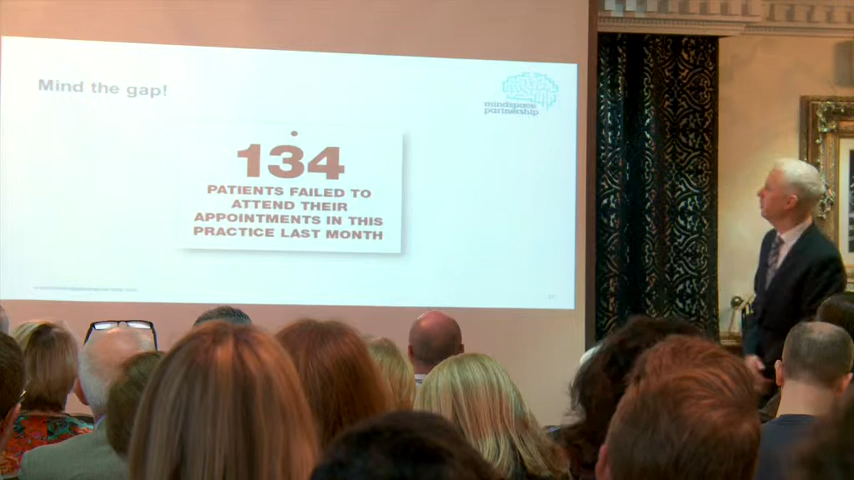 Mind the gap!
mindspace
partnership
134
PATIENTS FAILED TO
ATTEND THEIR
APPOINTMENTS IN THIS
PRACTICE LAST MONTH